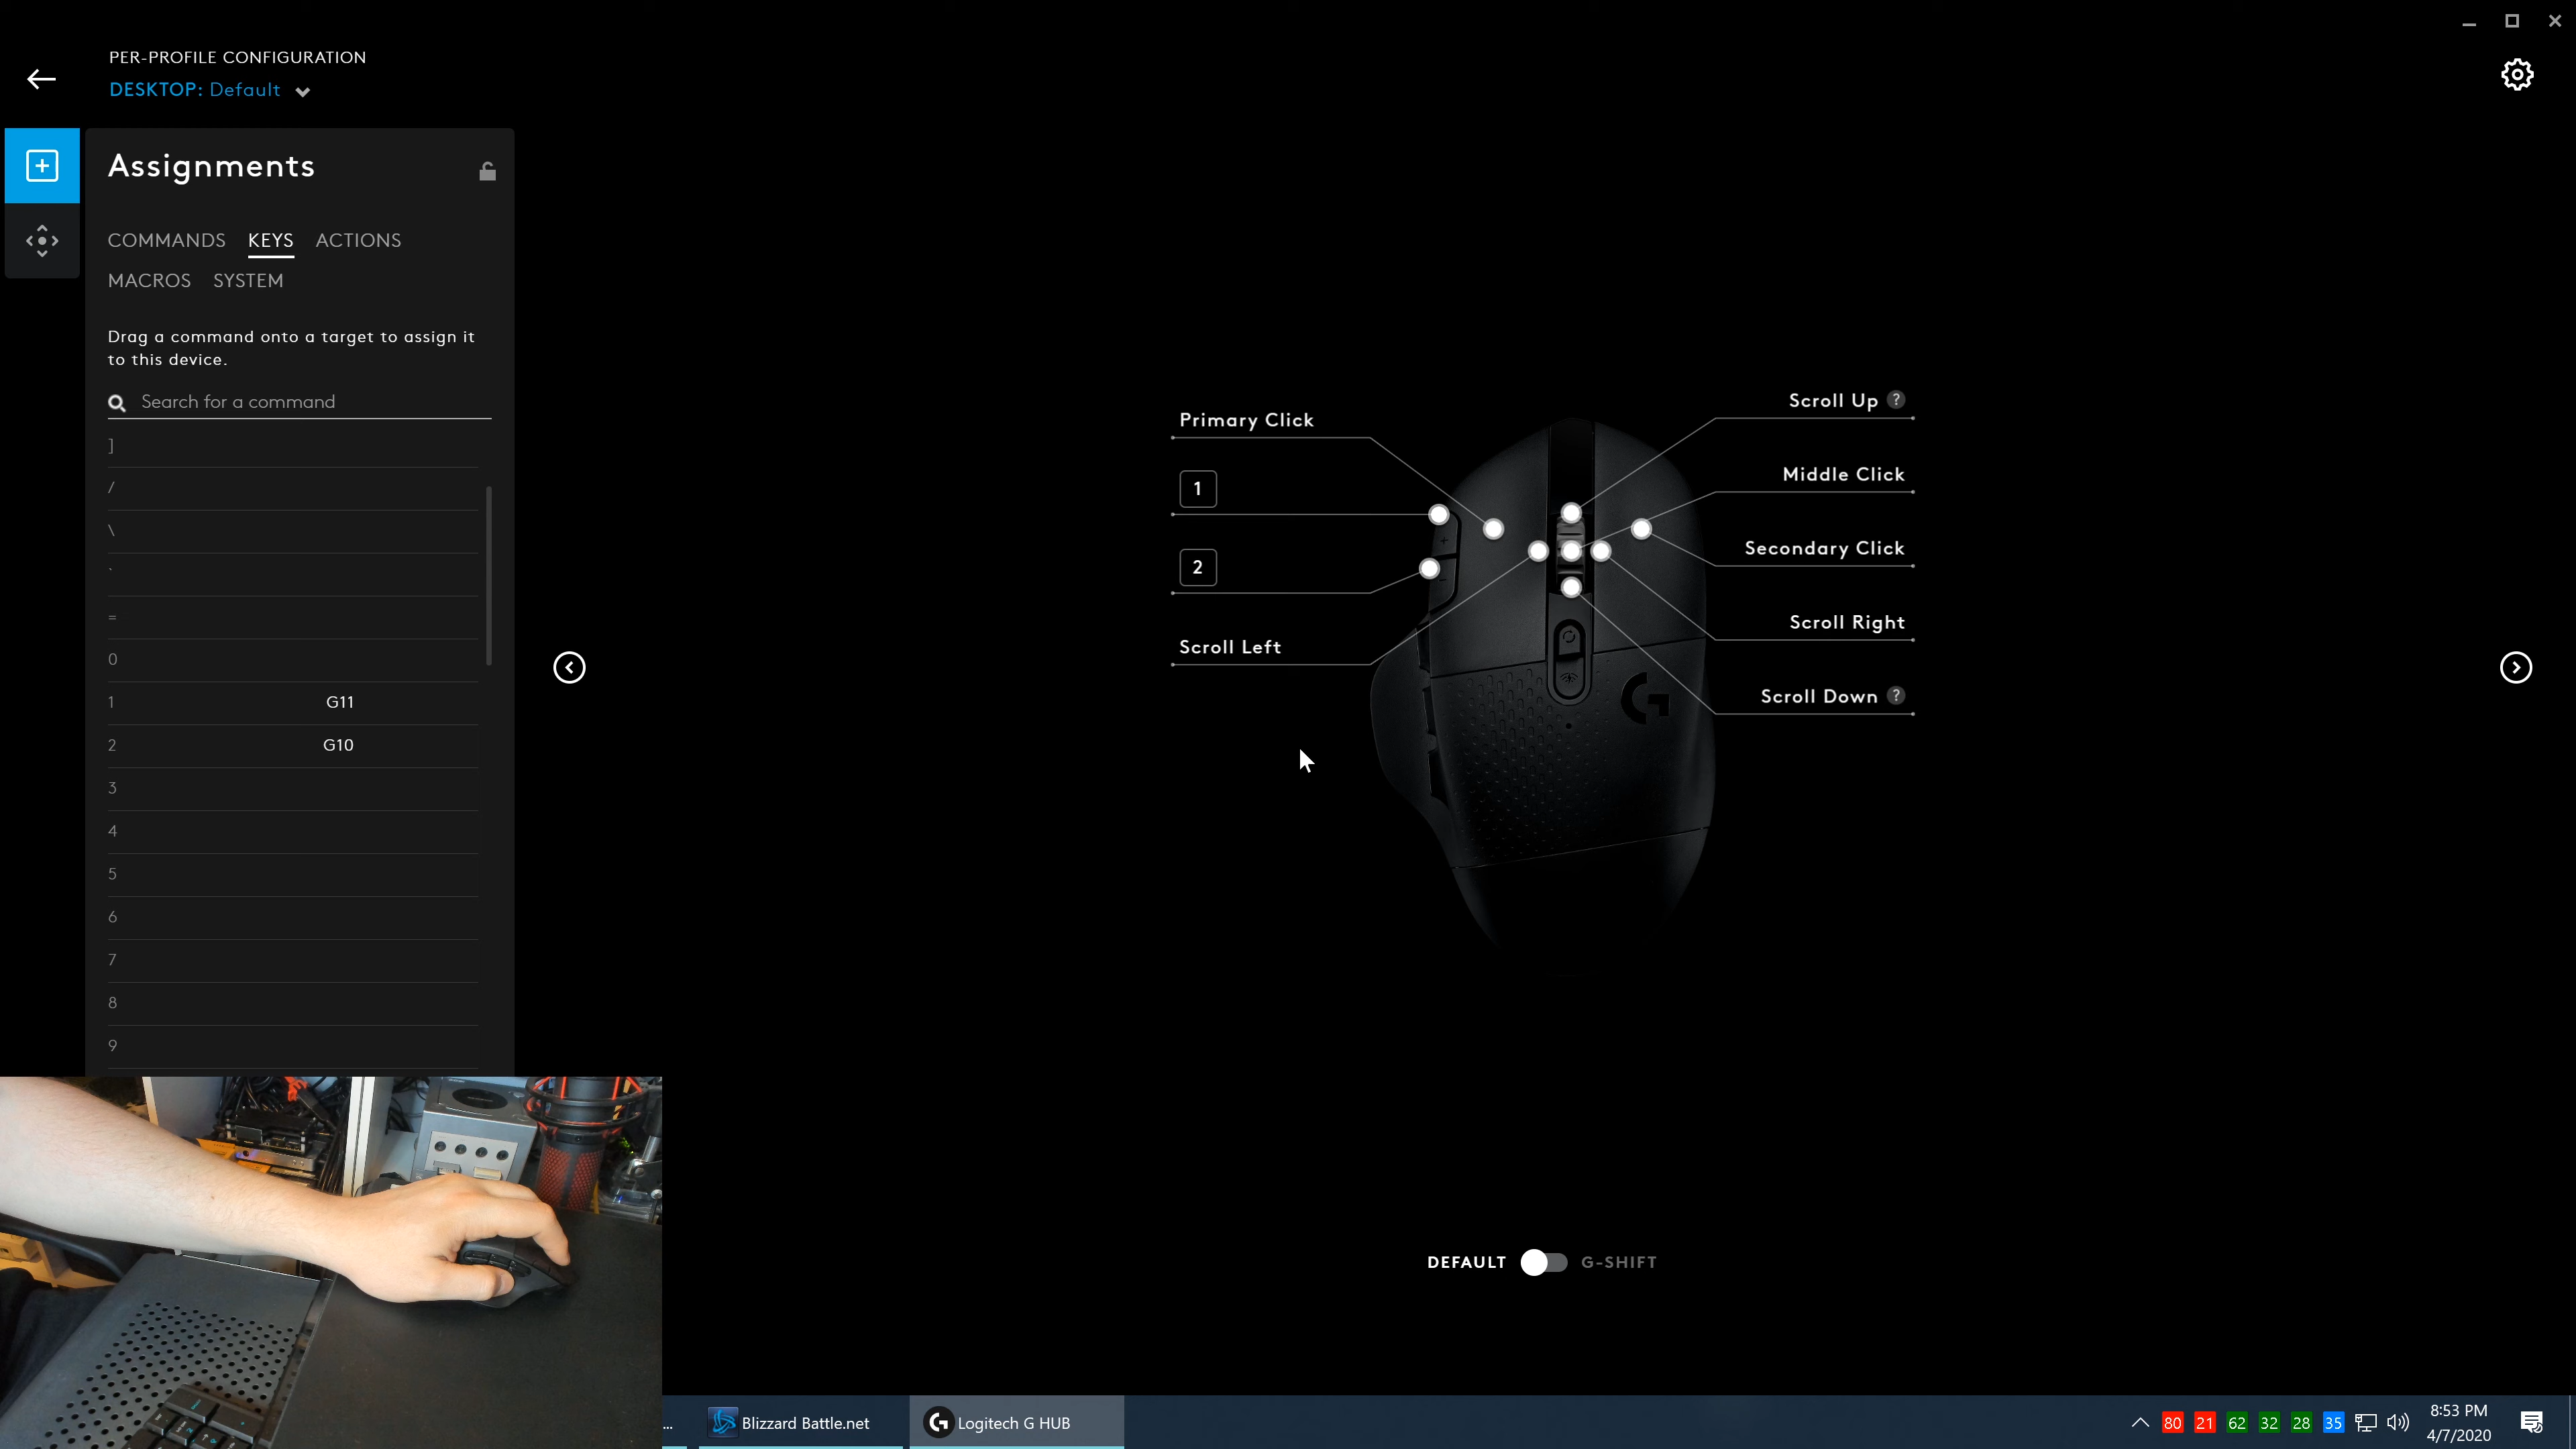 PER-PROFILE CONFIGURATION
DESKTOP: Default
Assignments
COMMANDS KEYS ACTIONS
MACROS SYSTEM
Drag a command onto a target to assign it
to this device.
Search for a command
]
/
\
`
=
0
1 G11
2 G10
3
4
5
6
7
8
9
Primary Click
1
2
Scroll Left
Scroll Up ?
Middle Click
Secondary Click
Scroll Right
Scroll Down ?
DEFAULT G-SHIFT
... Blizzard Battle.net Logitech G HUB
80 21 62 32 28 35
8:53 PM
4/7/2020